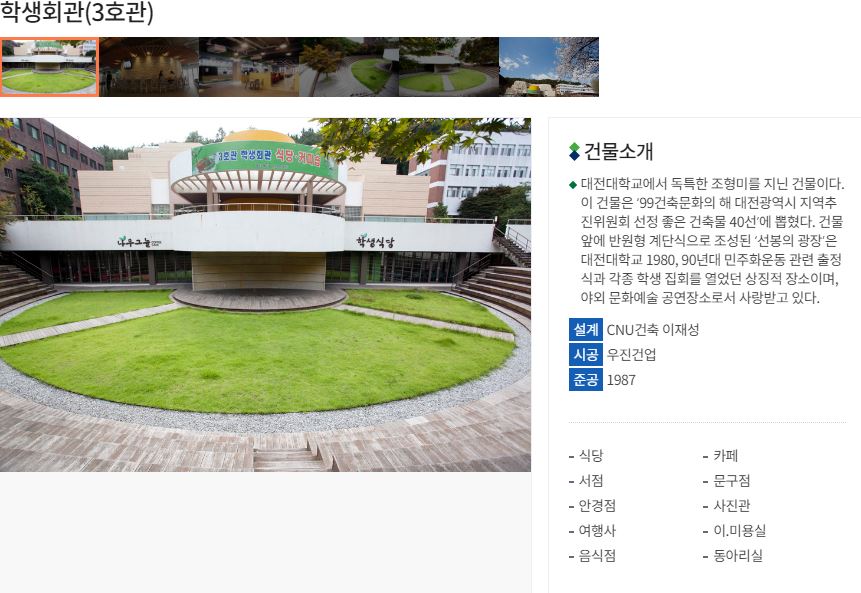 학생회관(3호관)
3호관 학생회관 식당·커피숍
나무그늘
학생식당
건물소개
대전대학교에서 독특한 조형미를 지닌 건물이다.
이 건물은 '99건축문화의 해 대전광역시 지역추
진위원회 선정 좋은 건축물 40선'에 뽑혔다. 건물
앞에 반원형 계단식으로 조성된 '선봉의 광장'은
대전대학교 1980, 90년대 민주화운동 관련 출정
식과 각종 학생 집회를 열었던 상징적 장소이며,
야외 문화예술 공연장소로서 사랑받고 있다.
설계 CNU건축 이재성
시공 우진건업
준공 1987
- 식당
- 카페
- 서점
- 문구점
- 안경점
- 사진관
- 여행사
- 이.미용실
- 음식점
- 동아리실